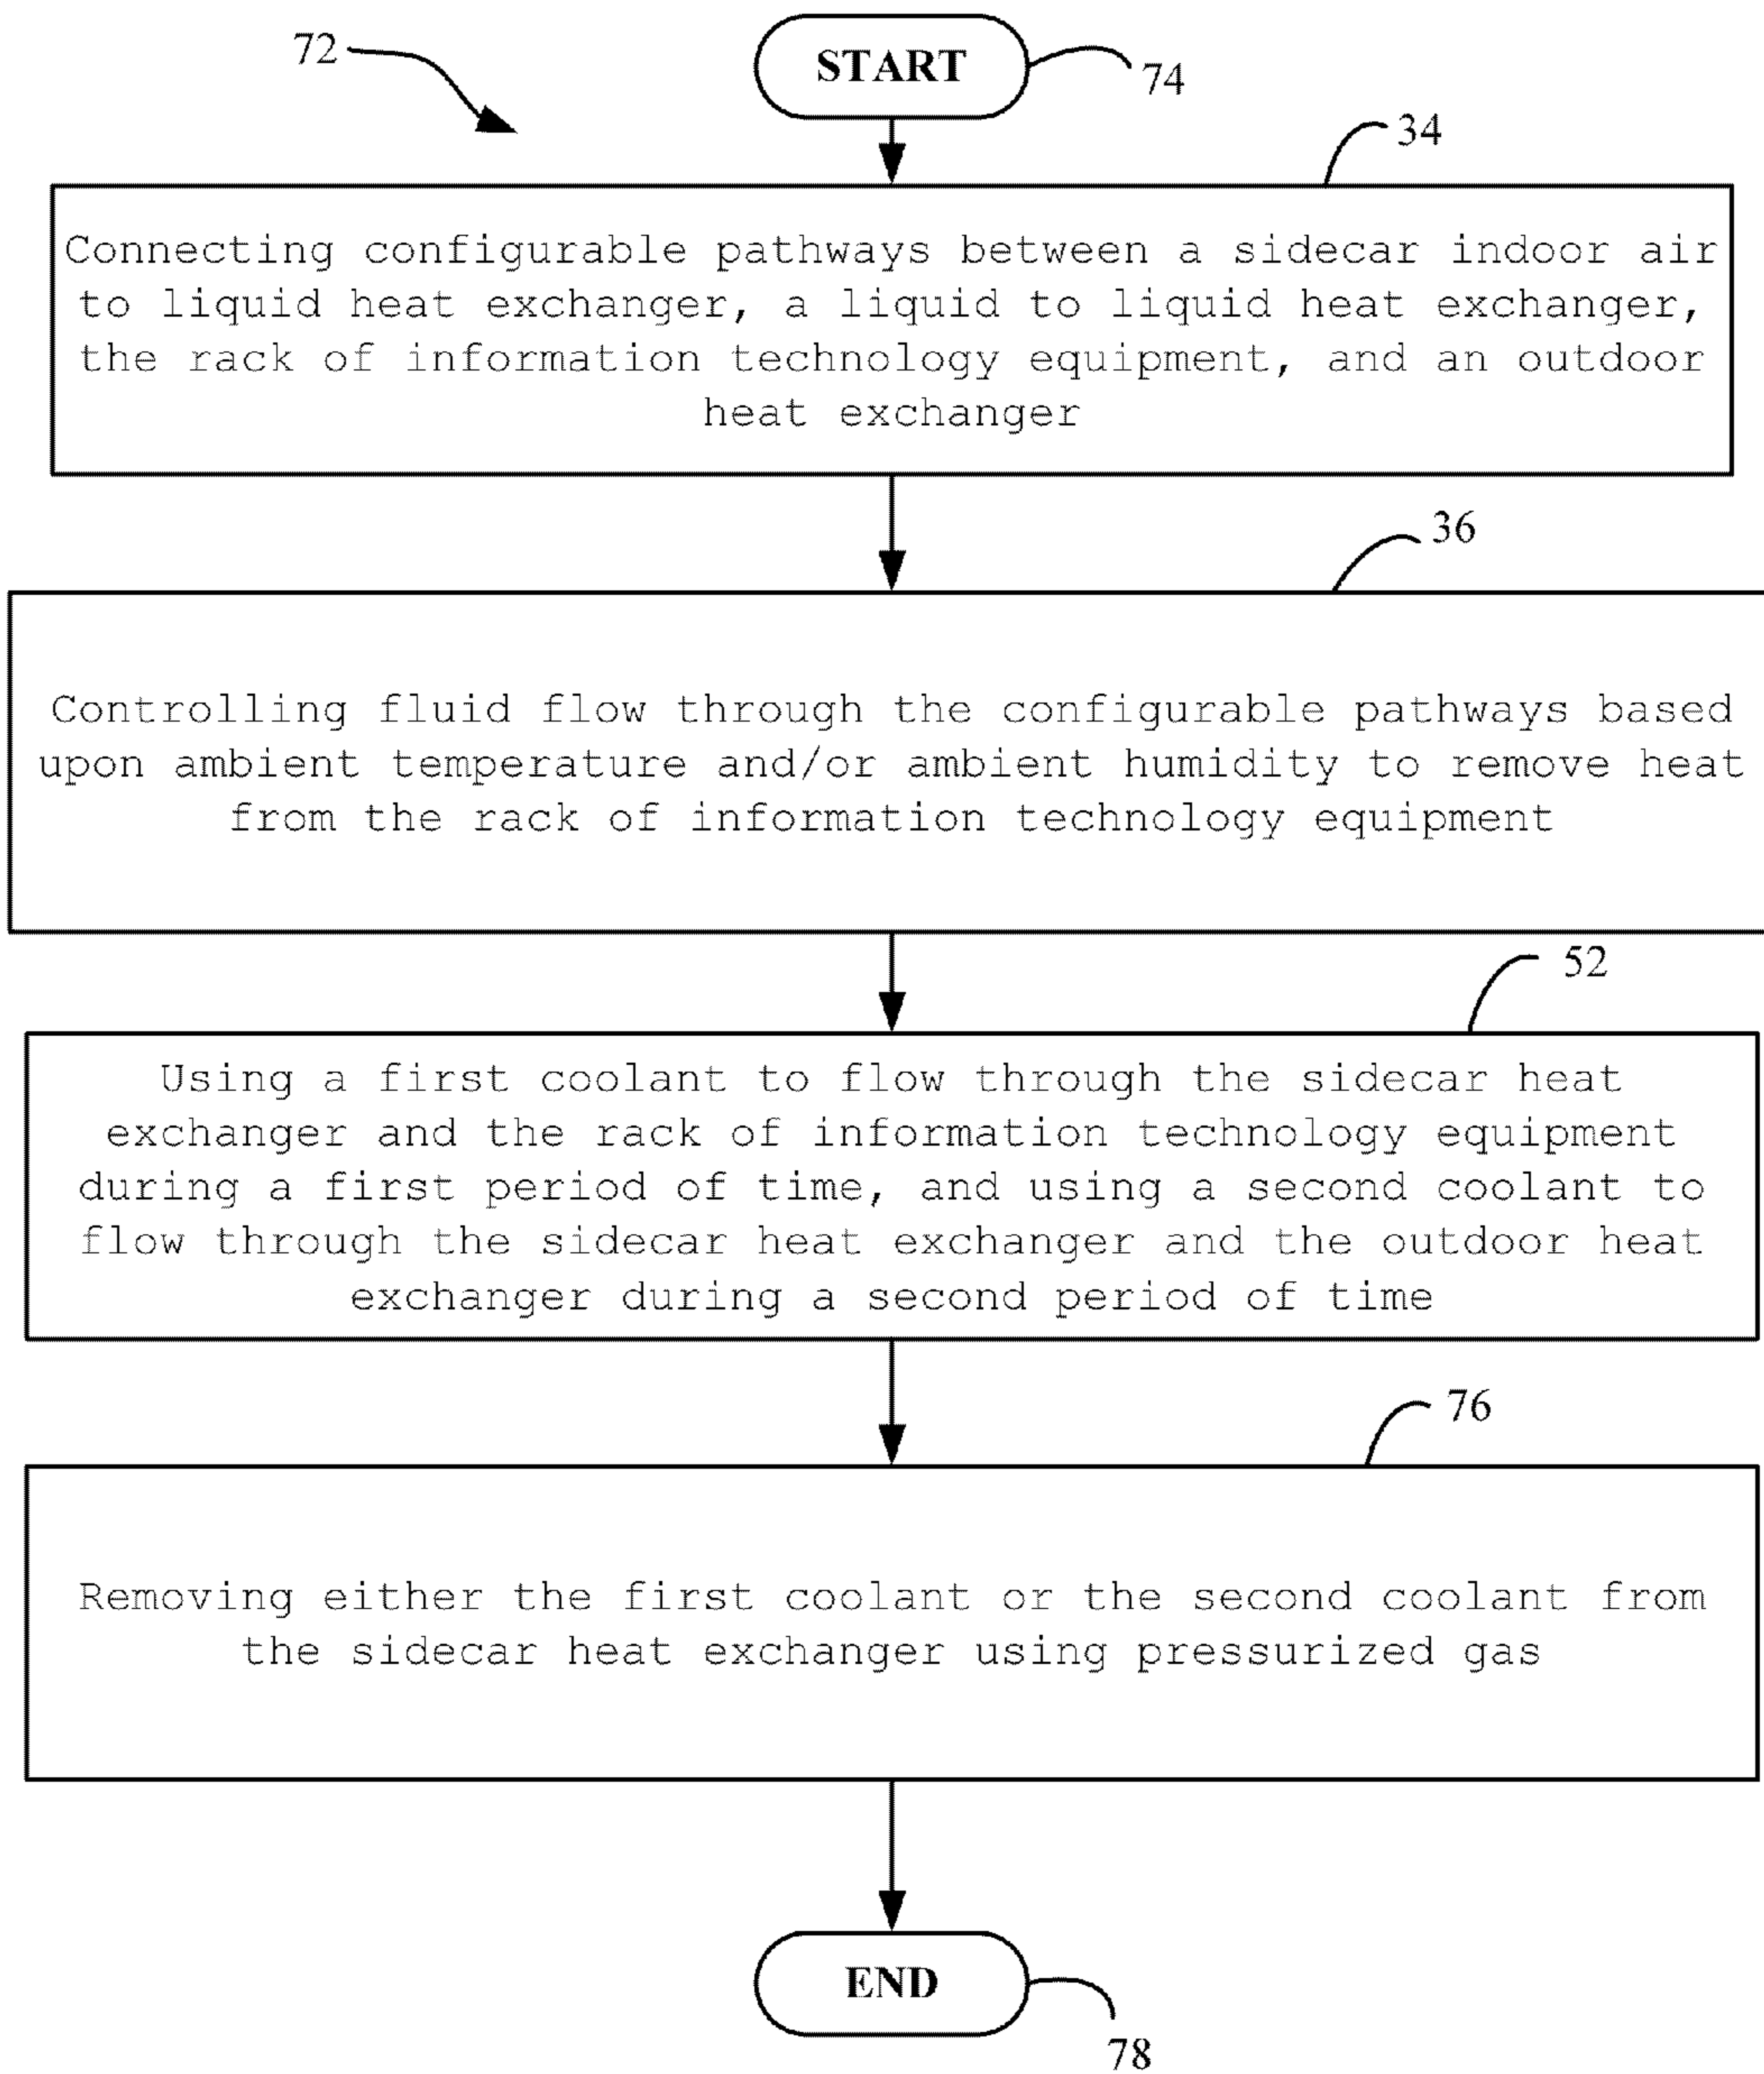 72
START
74
34
Connecting configurable pathways between a sidecar indoor air
to liquid heat exchanger, a liquid to liquid heat exchanger,
the rack of information technology equipment, and an outdoor
heat exchanger
36
Controlling fluid flow through the configurable pathways based
upon ambient temperature and/or ambient humidity to remove heat
from the rack of information technology equipment
52
Using a first coolant to flow through the sidecar heat
exchanger and the rack of information technology equipment
during a first period of time, and using a second coolant to
flow through the sidecar heat exchanger and the outdoor heat
exchanger during a second period of time
76
Removing either the first coolant or the second coolant from
the sidecar heat exchanger using pressurized gas
END
78